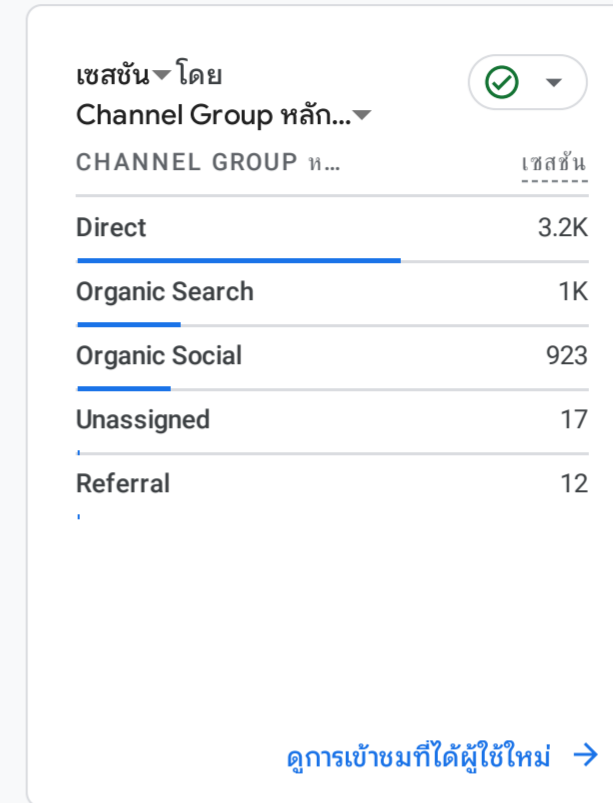 เซสชัน โดย
Channel Group หลัก...
CHANNEL GROUP ห... เซสชัน
Direct 3.2K
Organic Search 1K
Organic Social 923
Unassigned 17
Referral 12
ดูการเข้าชมที่ได้ผู้ใช้ใหม่